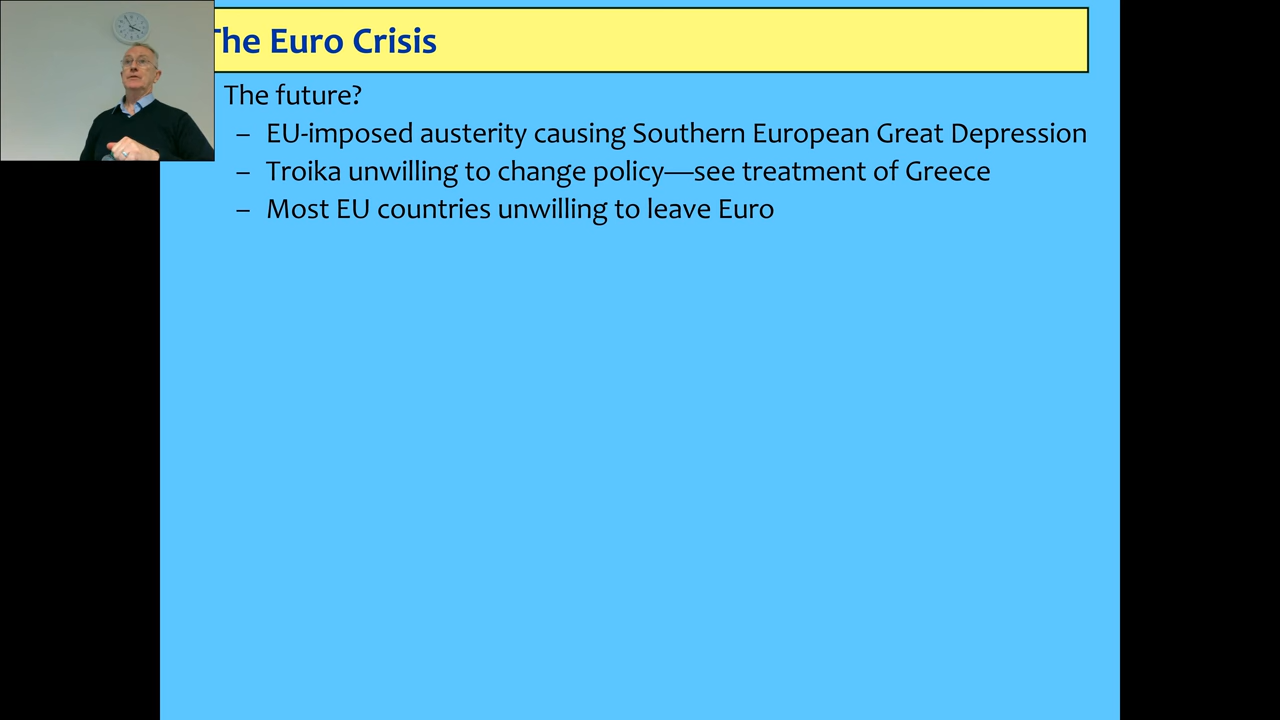 The Euro Crisis
The future?
– EU-imposed austerity causing Southern European Great Depression
– Troika unwilling to change policy—see treatment of Greece
– Most EU countries unwilling to leave Euro